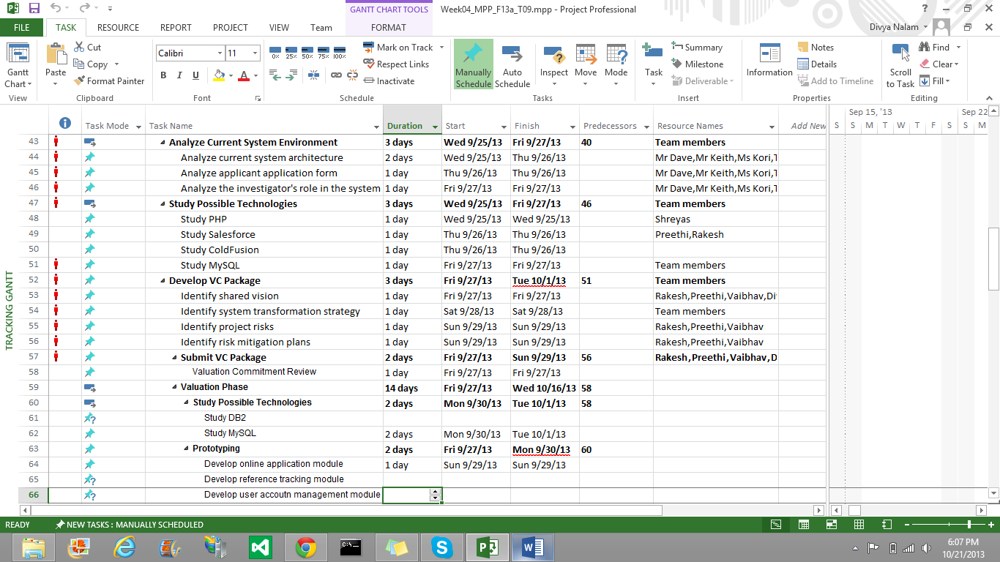 GANTT CHART TOOLS Week04_MPP_F13a_T09.mpp - Project Professional
FILE TASK RESOURCE REPORT PROJECT VIEW Team FORMAT Divya Nalam
Gantt Chart
View
Paste
Cut
Copy
Format Painter
Clipboard
Calibri 11
B I U A
Font
0% 25% 50% 75% 100%
Mark on Track
Respect Links
Inactivate
Schedule
Manually Schedule
Auto Schedule
Inspect Move Mode
Tasks
Task
Summary
Milestone
Deliverable
Insert
Information
Notes
Details
Add to Timeline
Properties
Scroll to Task
Find
Clear
Fill
Editing
Task Mode Task Name Duration Start Finish Predecessors Resource Names Add New
Sep 15, '13 Sep 22
S S M T W T F S S M
TRACKING GANTT
43 Analyze Current System Environment 3 days Wed 9/25/13 Fri 9/27/13 40 Team members
44 Analyze current system architecture 2 days Wed 9/25/13 Thu 9/26/13 Mr Dave,Mr Keith,Ms Kori,T
45 Analyze applicant application form 1 day Thu 9/26/13 Thu 9/26/13 Mr Dave,Mr Keith,Ms Kori,T
46 Analyze the investigator's role in the system 1 day Fri 9/27/13 Fri 9/27/13 Mr Dave,Mr Keith,Ms Kori,T
47 Study Possible Technologies 3 days Wed 9/25/13 Fri 9/27/13 46 Team members
48 Study PHP 1 day Wed 9/25/13 Wed 9/25/13 Shreyas
49 Study Salesforce 1 day Thu 9/26/13 Thu 9/26/13 Preethi,Rakesh
50 Study ColdFusion 1 day Thu 9/26/13 Thu 9/26/13
51 Study MySQL 1 day Fri 9/27/13 Fri 9/27/13 Team members
52 Develop VC Package 3 days Fri 9/27/13 Tue 10/1/13 51 Team members
53 Identify shared vision 1 day Fri 9/27/13 Fri 9/27/13 Rakesh,Preethi,Vaibhav,Di
54 Identify system transformation strategy 1 day Sat 9/28/13 Sat 9/28/13 Team members
55 Identify project risks 1 day Sun 9/29/13 Sun 9/29/13 Rakesh,Preethi,Vaibhav
56 Identify risk mitigation plans 1 day Sun 9/29/13 Sun 9/29/13 Rakesh,Preethi,Vaibhav
57 Submit VC Package 2 days Fri 9/27/13 Sun 9/29/13 56 Rakesh,Preethi,Vaibhav,D
58 Valuation Commitment Review 1 day Fri 9/27/13 Fri 9/27/13
59 Valuation Phase 14 days Fri 9/27/13 Wed 10/16/13 58
60 Study Possible Technologies 2 days Mon 9/30/13 Tue 10/1/13 58
61 Study DB2
62 Study MySQL 2 days Mon 9/30/13 Tue 10/1/13
63 Prototyping 2 days Fri 9/27/13 Mon 9/30/13 60
64 Develop online application module 1 day Sun 9/29/13 Sun 9/29/13
65 Develop reference tracking module
66 Develop user accoutn management module
READY NEW TASKS : MANUALLY SCHEDULED
6:07 PM
10/21/2013